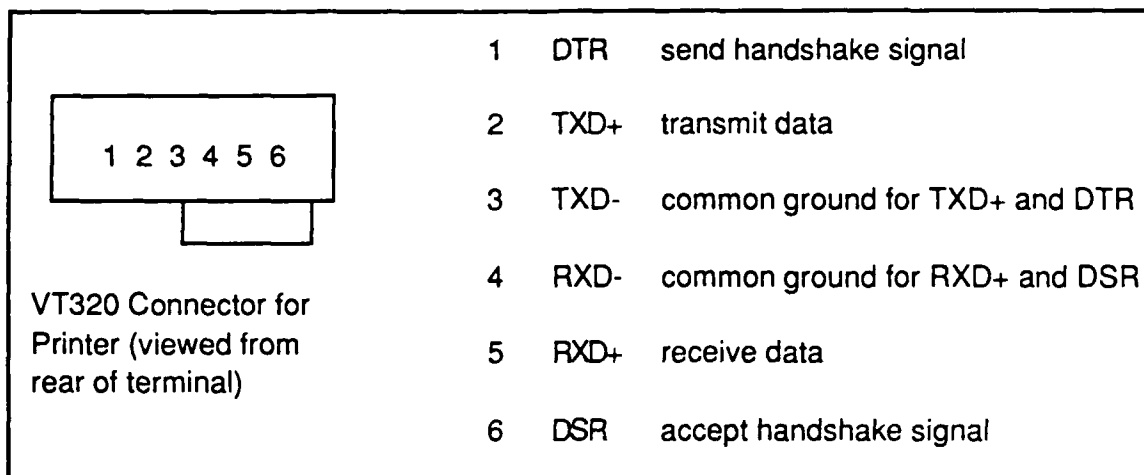 1 2 3 4 5 6
VT320 Connector for
Printer (viewed from
rear of terminal)
1 DTR send handshake signal
2 TXD+ transmit data
3 TXD- common ground for TXD+ and DTR
4 RXD- common ground for RXD+ and DSR
5 RXD+ receive data
6 DSR accept handshake signal